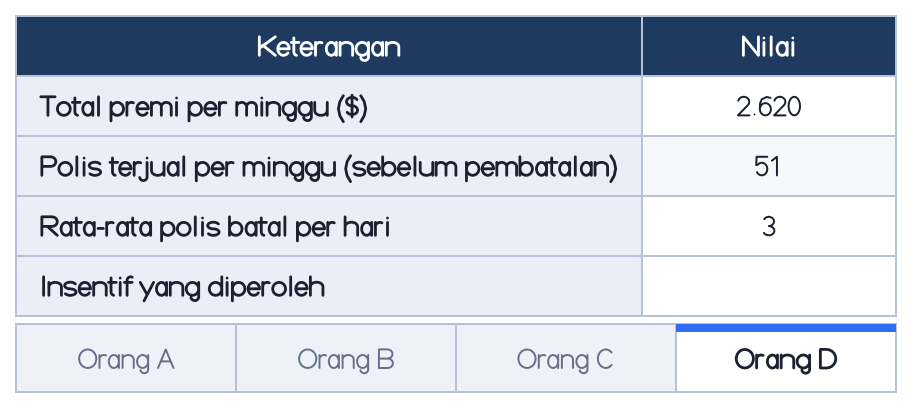 Keterangan Nilai
Total premi per minggu ($) 2.620
Polis terjual per minggu (sebelum pembatalan) 51
Rata-rata polis batal per hari 3
Insentif yang diperoleh
Orang A Orang B Orang C Orang D